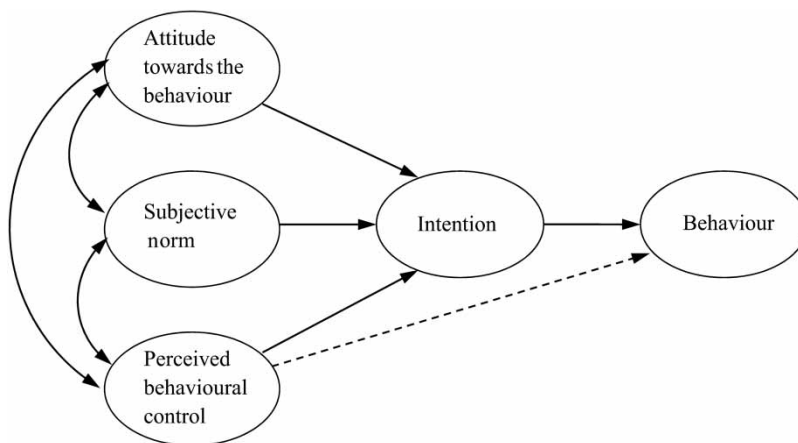 Attitude
towards the
behaviour
Subjective
norm
Intention
Behaviour
Perceived
behavioural
control